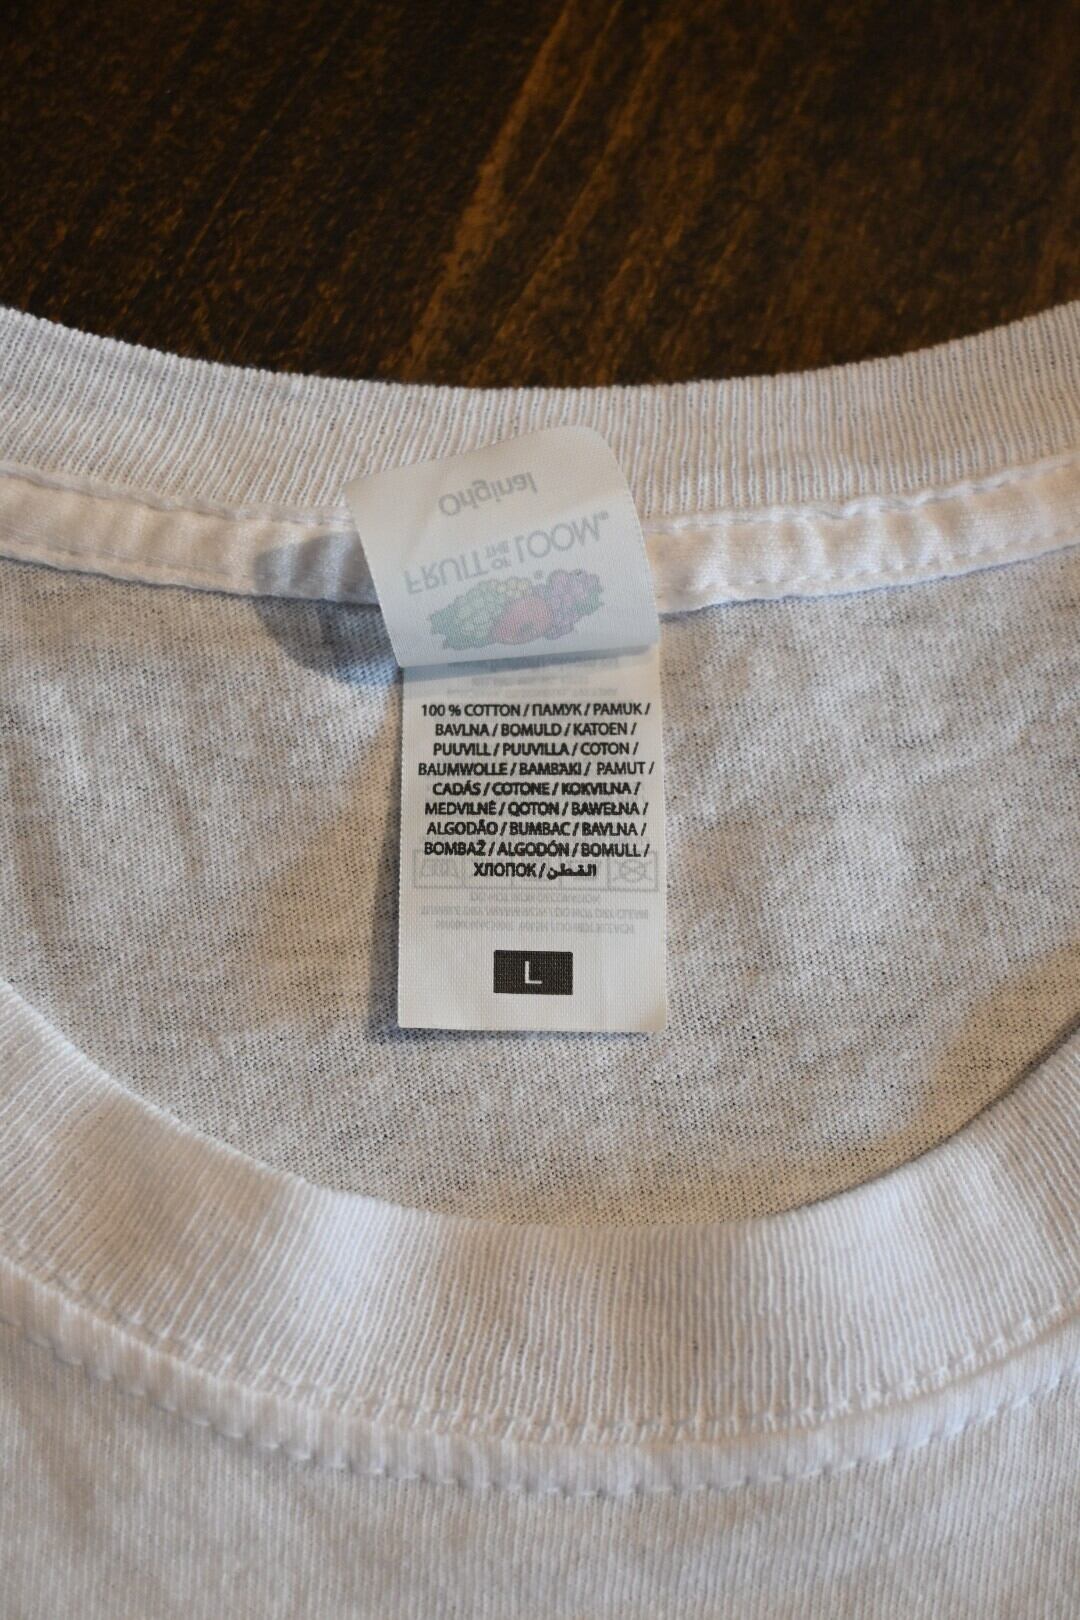 Original
FRUIT OF THE LOOM®
100 % COTTON / ПАМУК / PAMUK /
BAVLNA / BOMULD / KATOEN /
PUUVILL / PUUVILLA / COTON /
BAUMWOLLE / BAMBAKI / PAMUT /
CADÁS / COTONE / KOKVILNA /
MEDVILNĖ / QOTON / BAWEŁNA /
ALGODÃO / BUMBAC / BAVLNA /
BOMBAŽ / ALGODÓN / BOMULL /
ХЛОПОК / القطن
L